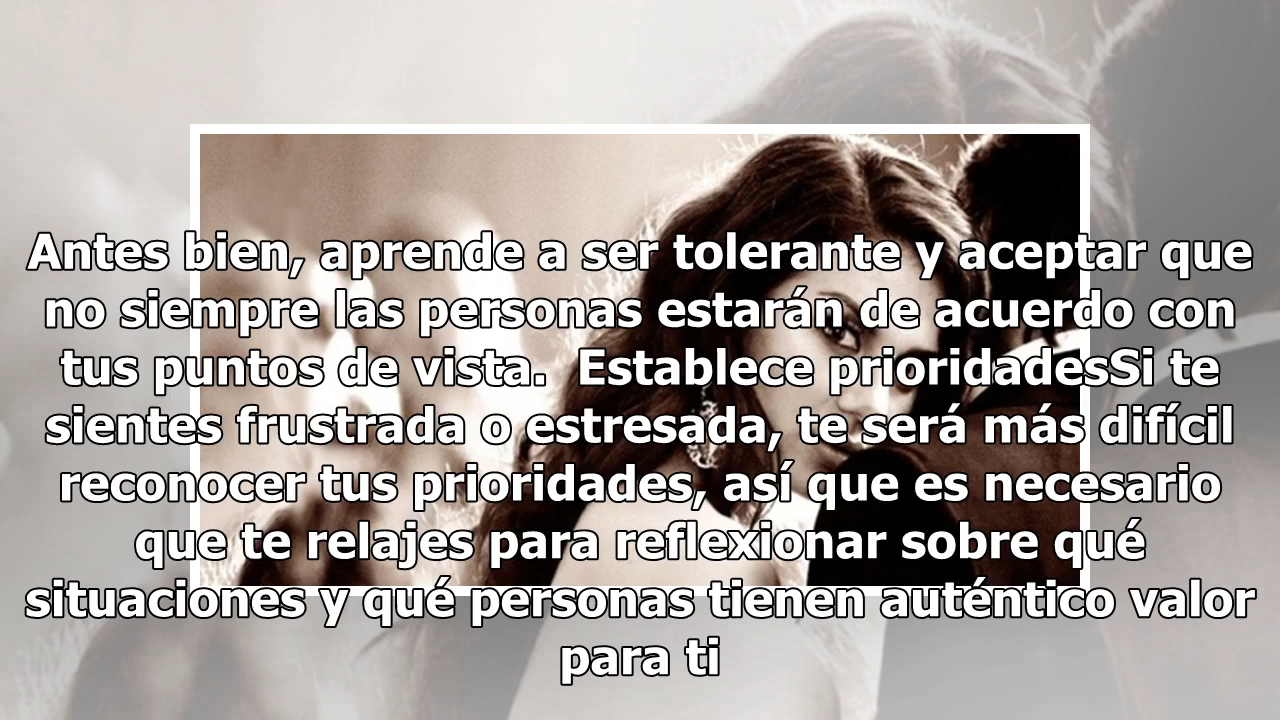 Antes bien, aprende a ser tolerante y aceptar que
no siempre las personas estarán de acuerdo con
tus puntos de vista.  Establece prioridadesSi te
sientes frustrada o estresada, te será más difícil
reconocer tus prioridades, así que es necesario
que te relajes para reflexionar sobre qué
situaciones y qué personas tienen auténtico valor
para ti